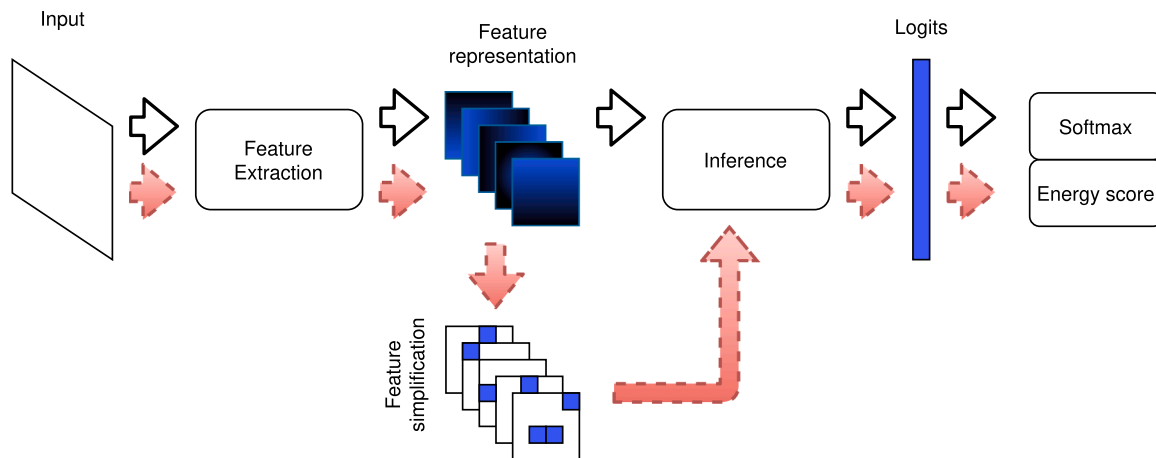 Input
Feature
representation
Logits
Feature
Extraction
Inference
Softmax
Energy score
Feature
simplification